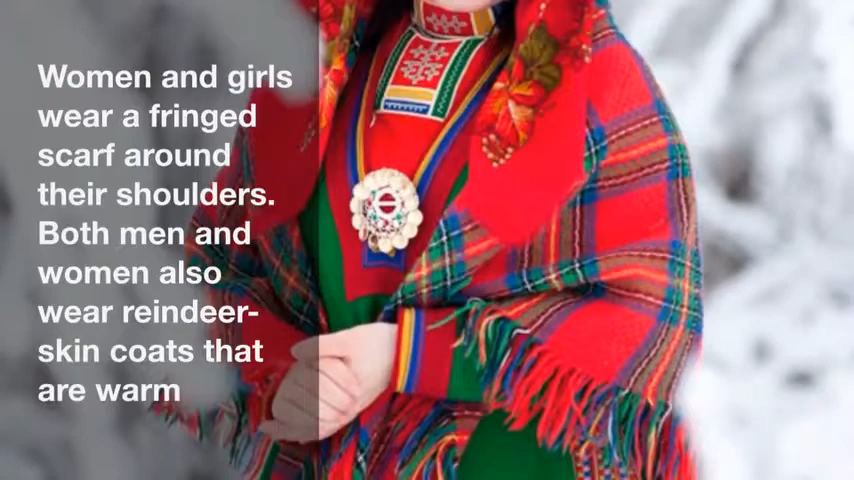 Women and girls
wear a fringed
scarf around
their shoulders.
Both men and
women also
wear reindeer-
skin coats that
are warm